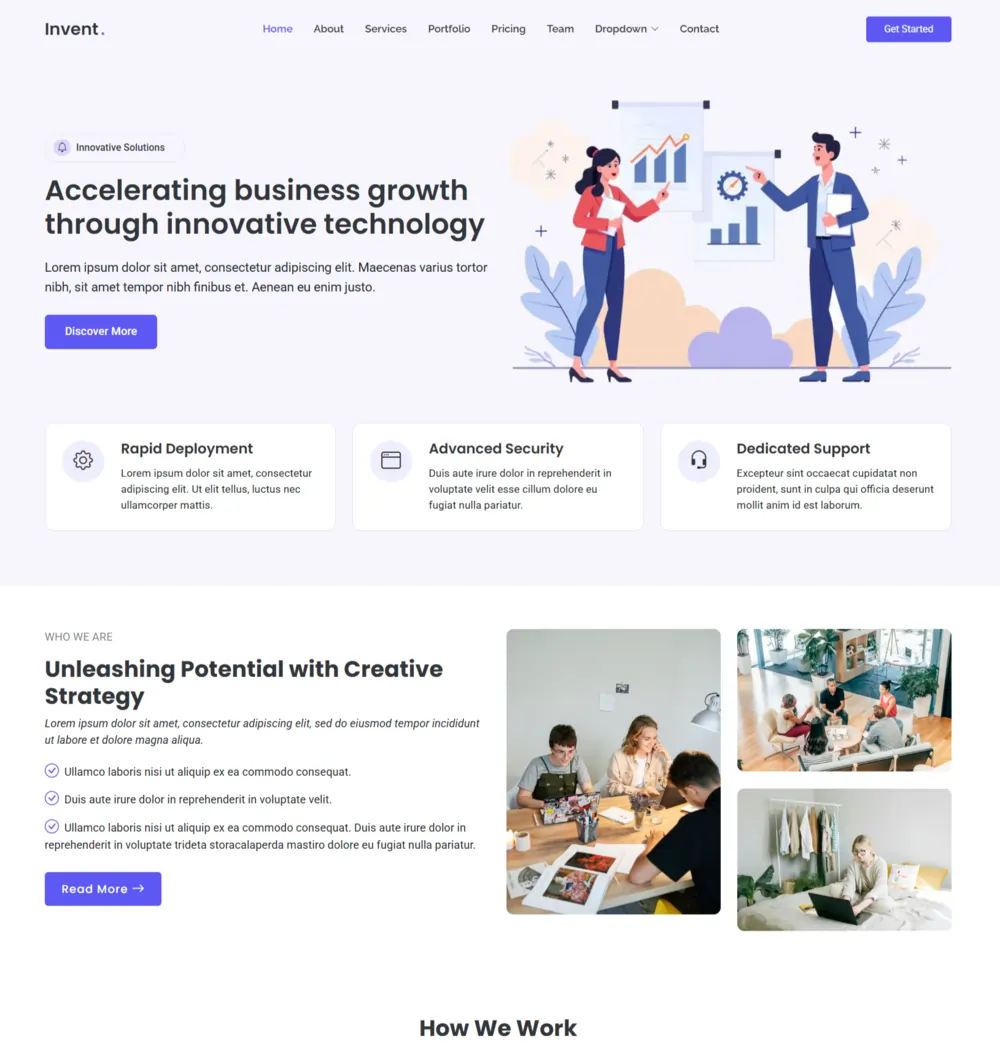 Invent.
Home About Services Portfolio Pricing Team Dropdown Contact
Get Started
Innovative Solutions
Accelerating business growth
through innovative technology
Lorem ipsum dolor sit amet, consectetur adipiscing elit. Maecenas varius tortor
nibh, sit amet tempor nibh finibus et. Aenean eu enim justo.
Discover More
Rapid Deployment
Lorem ipsum dolor sit amet, consectetur
adipiscing elit. Ut elit tellus, luctus nec
ullamcorper mattis.
Advanced Security
Duis aute irure dolor in reprehenderit in
voluptate velit esse cillum dolore eu
fugiat nulla pariatur.
Dedicated Support
Excepteur sint occaecat cupidatat non
proident, sunt in culpa qui officia deserunt
mollit anim id est laborum.
WHO WE ARE
Unleashing Potential with Creative
Strategy
Lorem ipsum dolor sit amet, consectetur adipiscing elit, sed do eiusmod tempor incididunt
ut labore et dolore magna aliqua.
Ullamco laboris nisi ut aliquip ex ea commodo consequat.
Duis aute irure dolor in reprehenderit in voluptate velit.
Ullamco laboris nisi ut aliquip ex ea commodo consequat. Duis aute irure dolor in
reprehenderit in voluptate trideta storacalaperda mastiro dolore eu fugiat nulla pariatur.
Read More →
How We Work